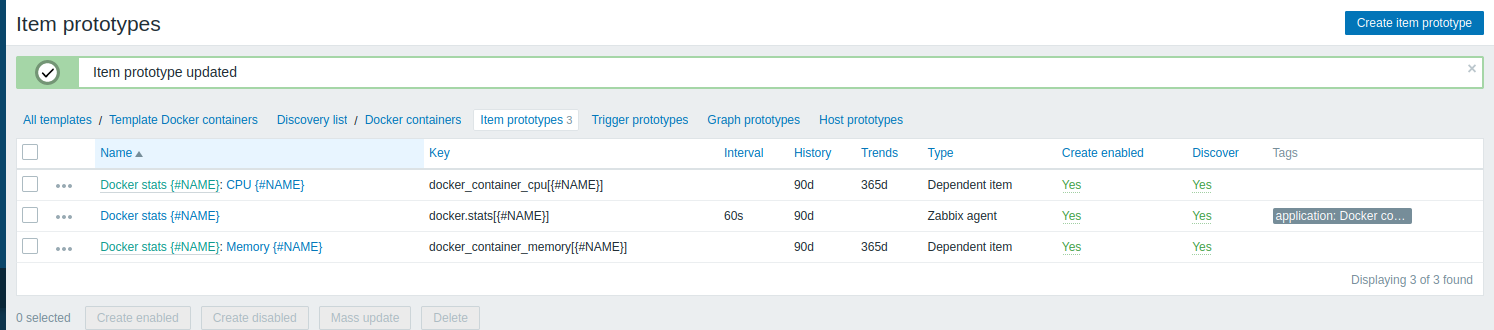 Item prototypes
Create item prototype
Item prototype updated
All templates / Template Docker containers Discovery list / Docker containers Item prototypes 3 Trigger prototypes Graph prototypes Host prototypes
Name Key Interval History Trends Type Create enabled Discover Tags
Docker stats {#NAME}: CPU {#NAME} docker_container_cpu[{#NAME}] 90d 365d Dependent item Yes Yes
Docker stats {#NAME} docker.stats[{#NAME}] 60s 90d Zabbix agent Yes Yes application: Docker co…
Docker stats {#NAME}: Memory {#NAME} docker_container_memory[{#NAME}] 90d 365d Dependent item Yes Yes
Displaying 3 of 3 found
0 selected Create enabled Create disabled Mass update Delete